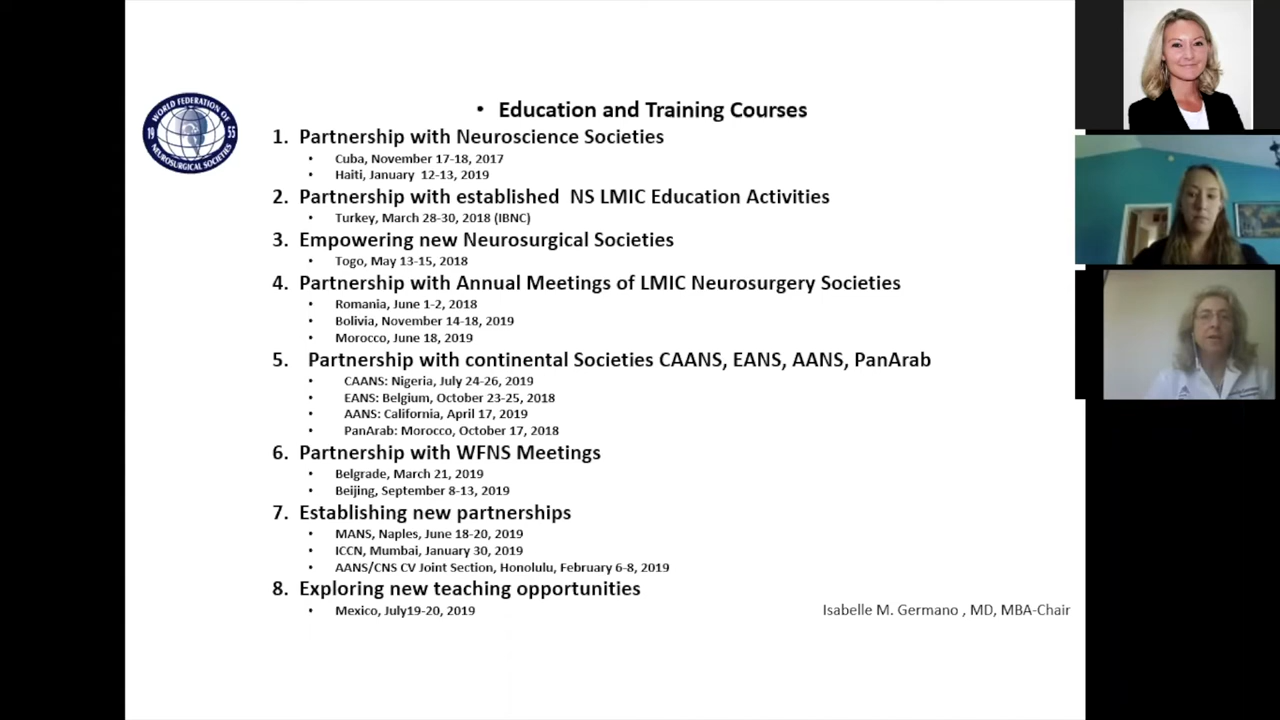 WORLD FEDERATION OF
19 55
NEUROSURGICAL SOCIETIES
• Education and Training Courses
1. Partnership with Neuroscience Societies
• Cuba, November 17-18, 2017
• Haiti, January 12-13, 2019
2. Partnership with established NS LMIC Education Activities
• Turkey, March 28-30, 2018 (IBNC)
3. Empowering new Neurosurgical Societies
• Togo, May 13-15, 2018
4. Partnership with Annual Meetings of LMIC Neurosurgery Societies
• Romania, June 1-2, 2018
• Bolivia, November 14-18, 2019
• Morocco, June 18, 2019
5. Partnership with continental Societies CAANS, EANS, AANS, PanArab
• CAANS: Nigeria, July 24-26, 2019
• EANS: Belgium, October 23-25, 2018
• AANS: California, April 17, 2019
• PanArab: Morocco, October 17, 2018
6. Partnership with WFNS Meetings
• Belgrade, March 21, 2019
• Beijing, September 8-13, 2019
7. Establishing new partnerships
• MANS, Naples, June 18-20, 2019
• ICCN, Mumbai, January 30, 2019
• AANS/CNS CV Joint Section, Honolulu, February 6-8, 2019
8. Exploring new teaching opportunities
• Mexico, July19-20, 2019
Isabelle M. Germano , MD, MBA-Chair